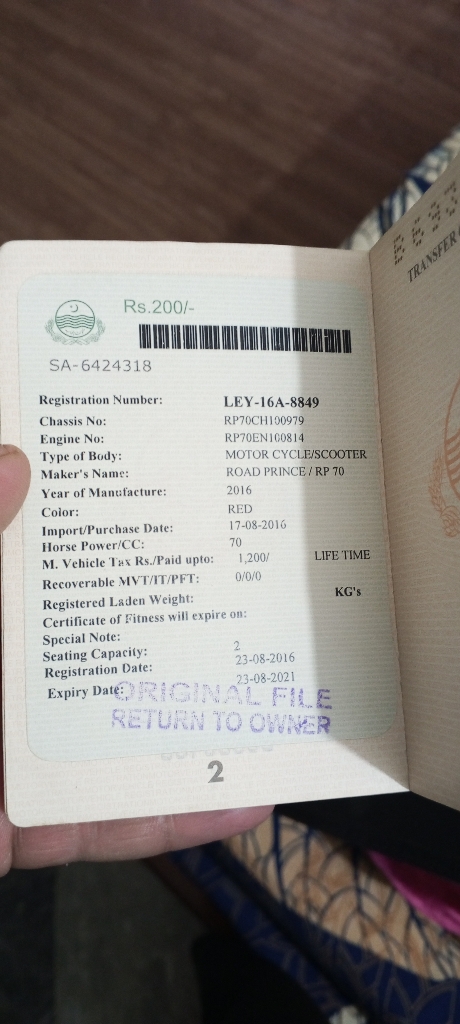 Rs.200/-
SA-6424318
Registration Number: LEY-16A-8849
Chassis No: RP70CH100979
Engine No: RP70EN100814
Type of Body: MOTOR CYCLE/SCOOTER
Maker's Name: ROAD PRINCE / RP 70
Year of Manufacture: 2016
Color: RED
Import/Purchase Date: 17-08-2016
Horse Power/CC: 70
M. Vehicle Tax Rs./Paid upto: 1,200/ LIFE TIME
Recoverable MVT/IT/PFT: 0/0/0
Registered Laden Weight: KG's
Certificate of Fitness will expire on:
Special Note:
Seating Capacity: 2
Registration Date: 23-08-2016
Expiry Date: 23-08-2021
ORIGINAL FILE
RETURN TO OWNER
2
TRANSFER